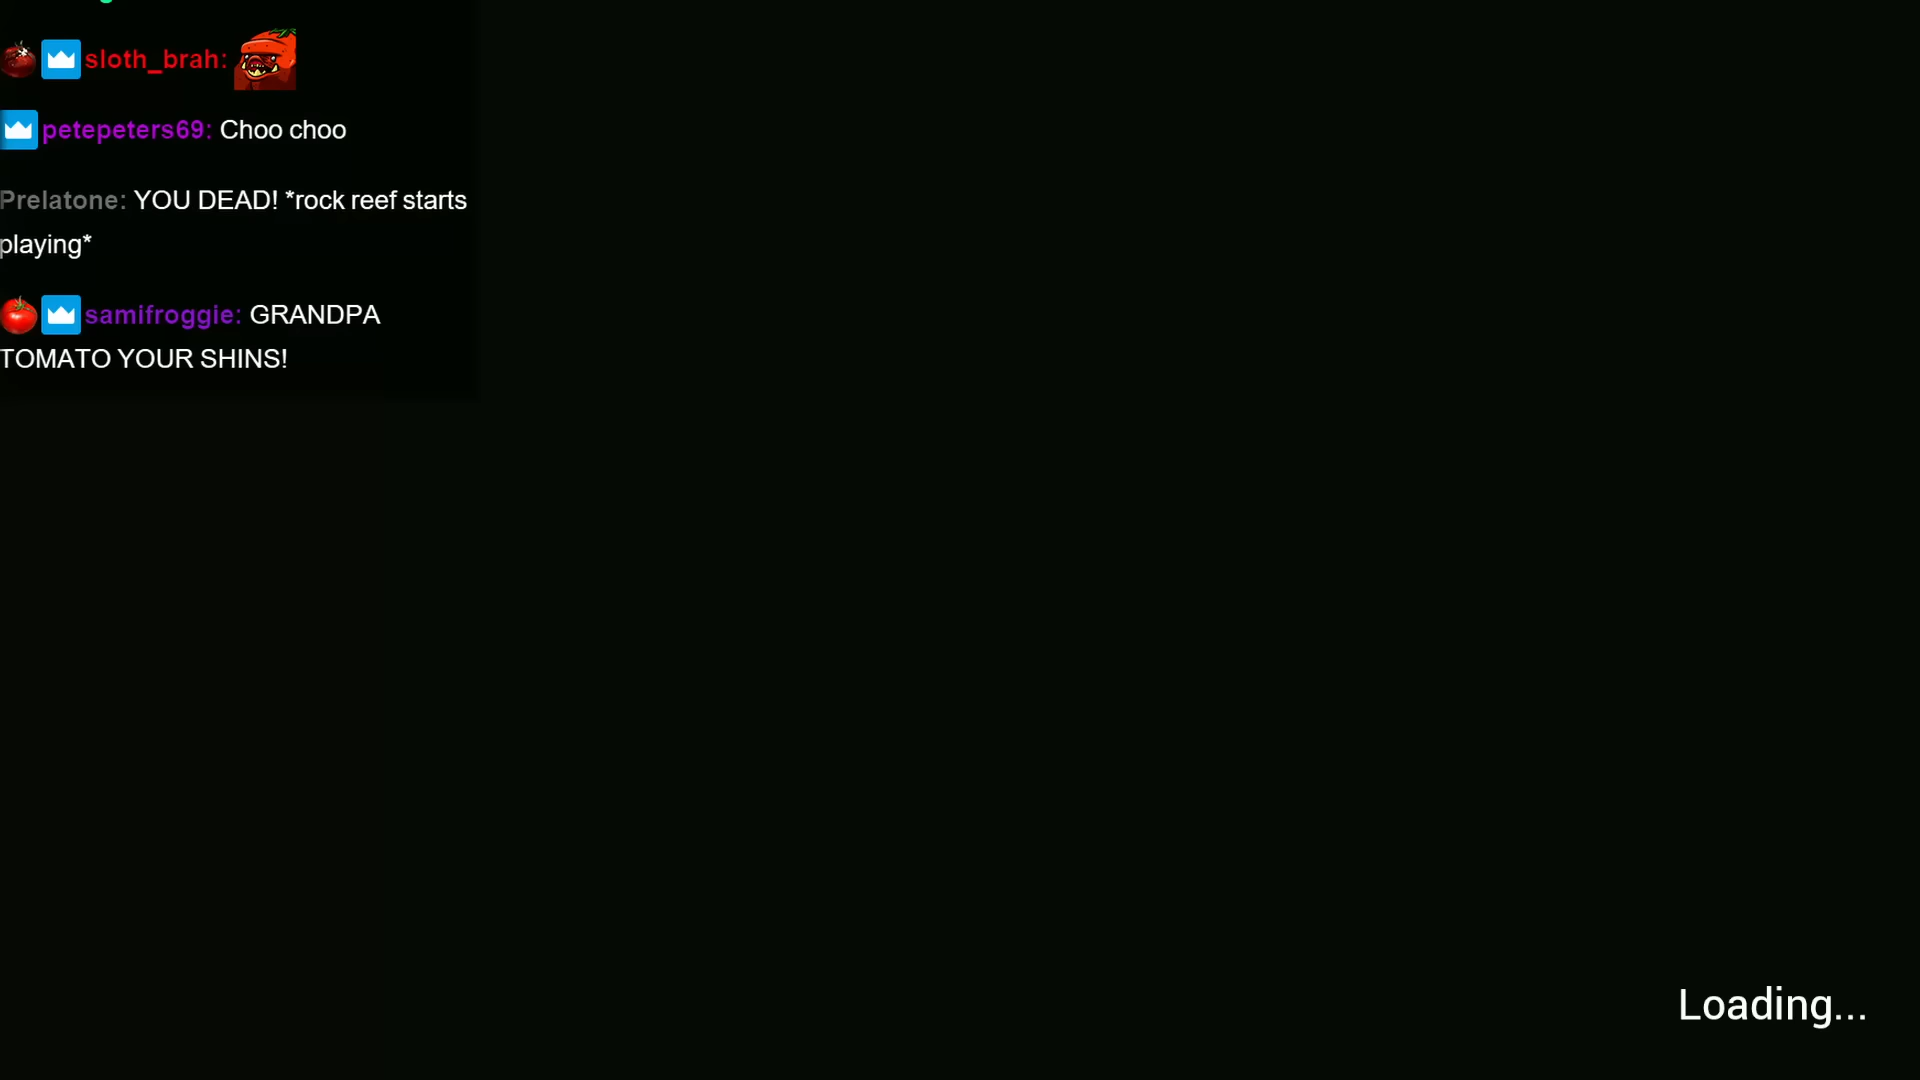 sloth_brah:
petepeters69: Choo choo
Prelatone: YOU DEAD! *rock reef starts
playing*
samifroggie: GRANDPA
TOMATO YOUR SHINS!
Loading...